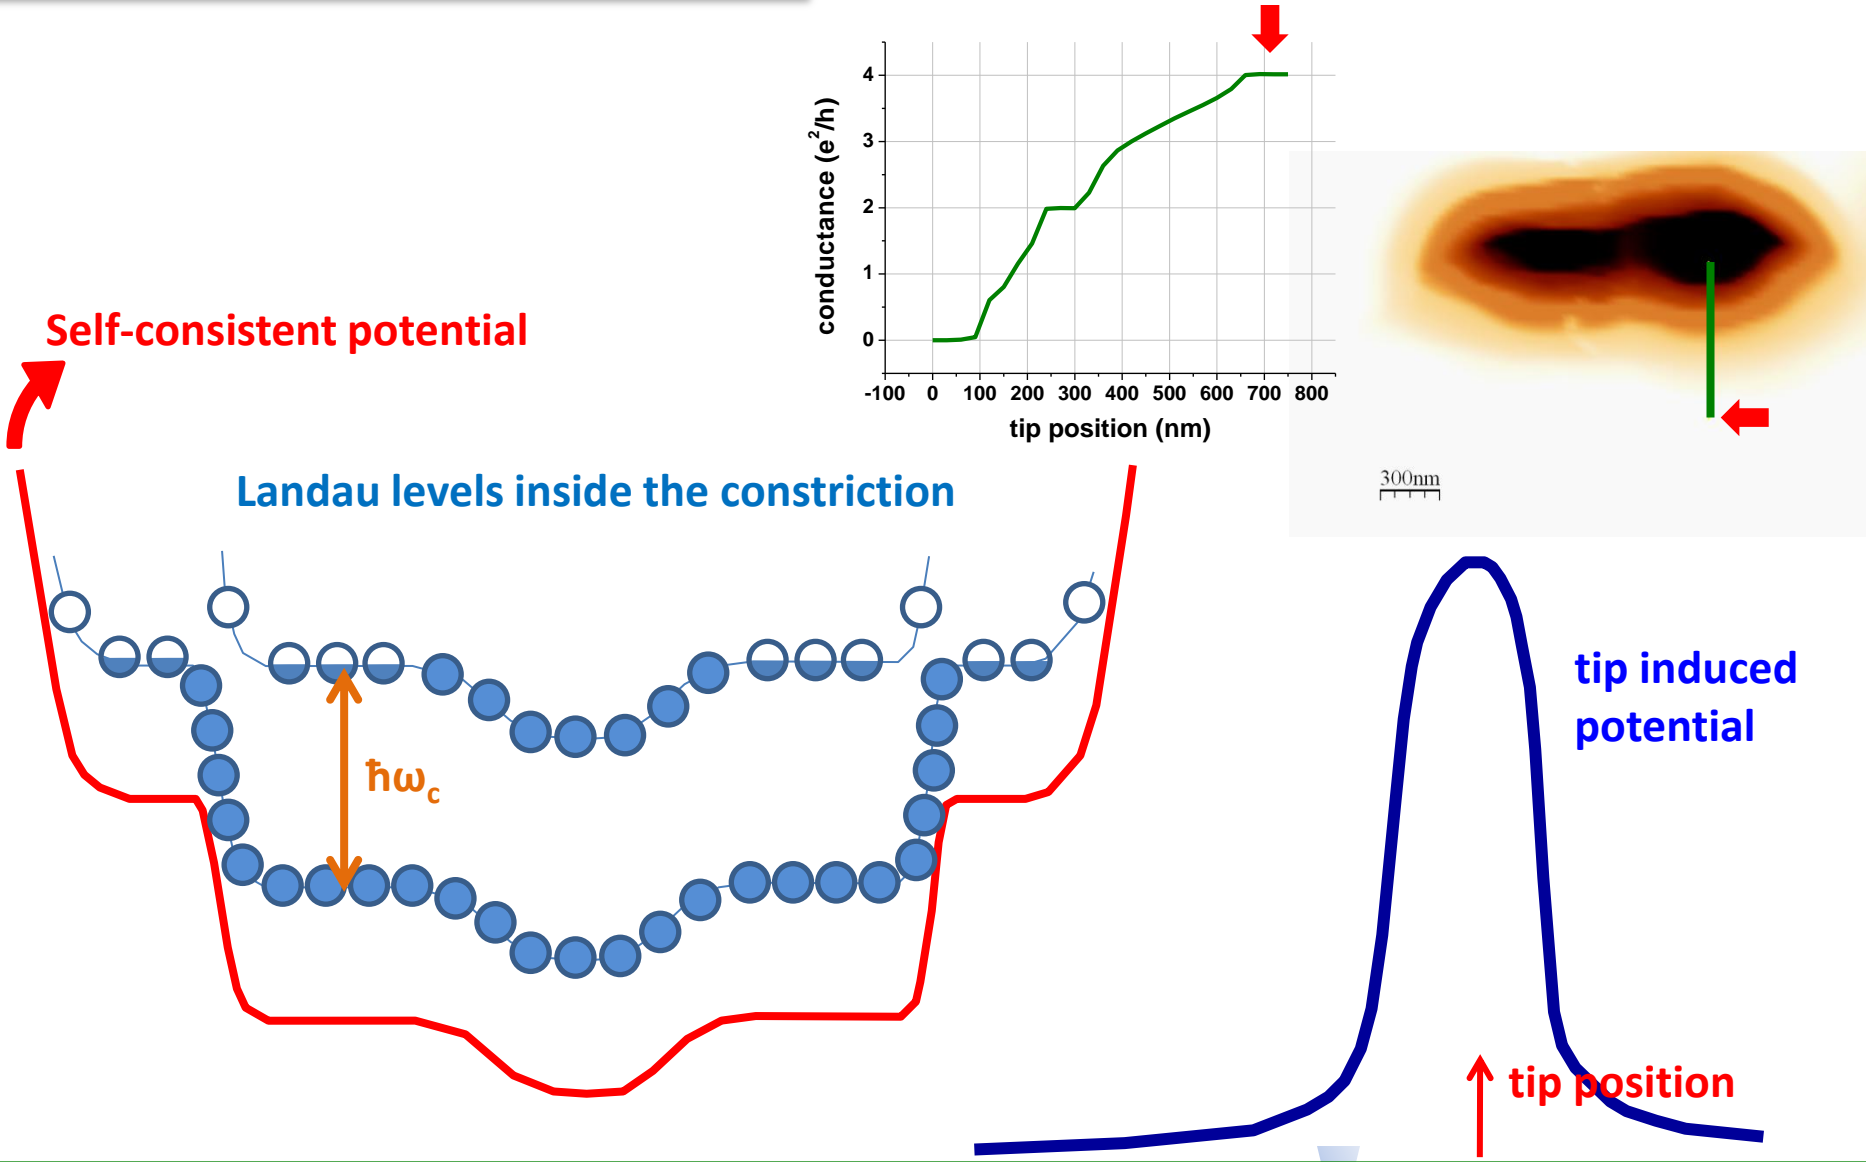 4
3
2
1
0
conductance (e²/h)
-100 0 100 200 300 400 500 600 700 800
tip position (nm)
300nm
Self-consistent potential
Landau levels inside the constriction
ħω_c
tip induced
potential
tip position